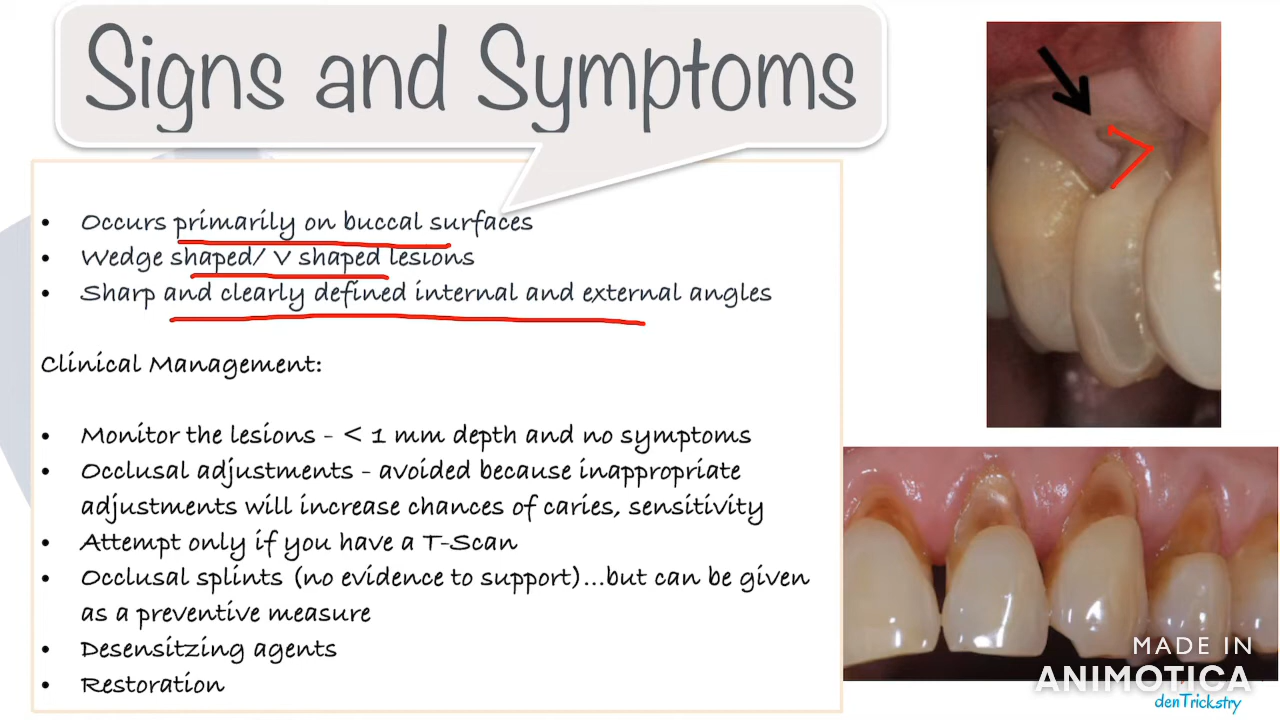 Signs and Symptoms
• Occurs primarily on buccal surfaces
• Wedge shaped/ V shaped lesions
• Sharp and clearly defined internal and external angles
Clinical Management:
• Monitor the lesions - < 1 mm depth and no symptoms
• Occlusal adjustments - avoided because inappropriate
adjustments will increase chances of caries, sensitivity
• Attempt only if you have a T-Scan
• Occlusal splints (no evidence to support)...but can be given
as a preventive measure
• Desensitzing agents
• Restoration
MADE IN
ANIMOTICA
denTrickstry